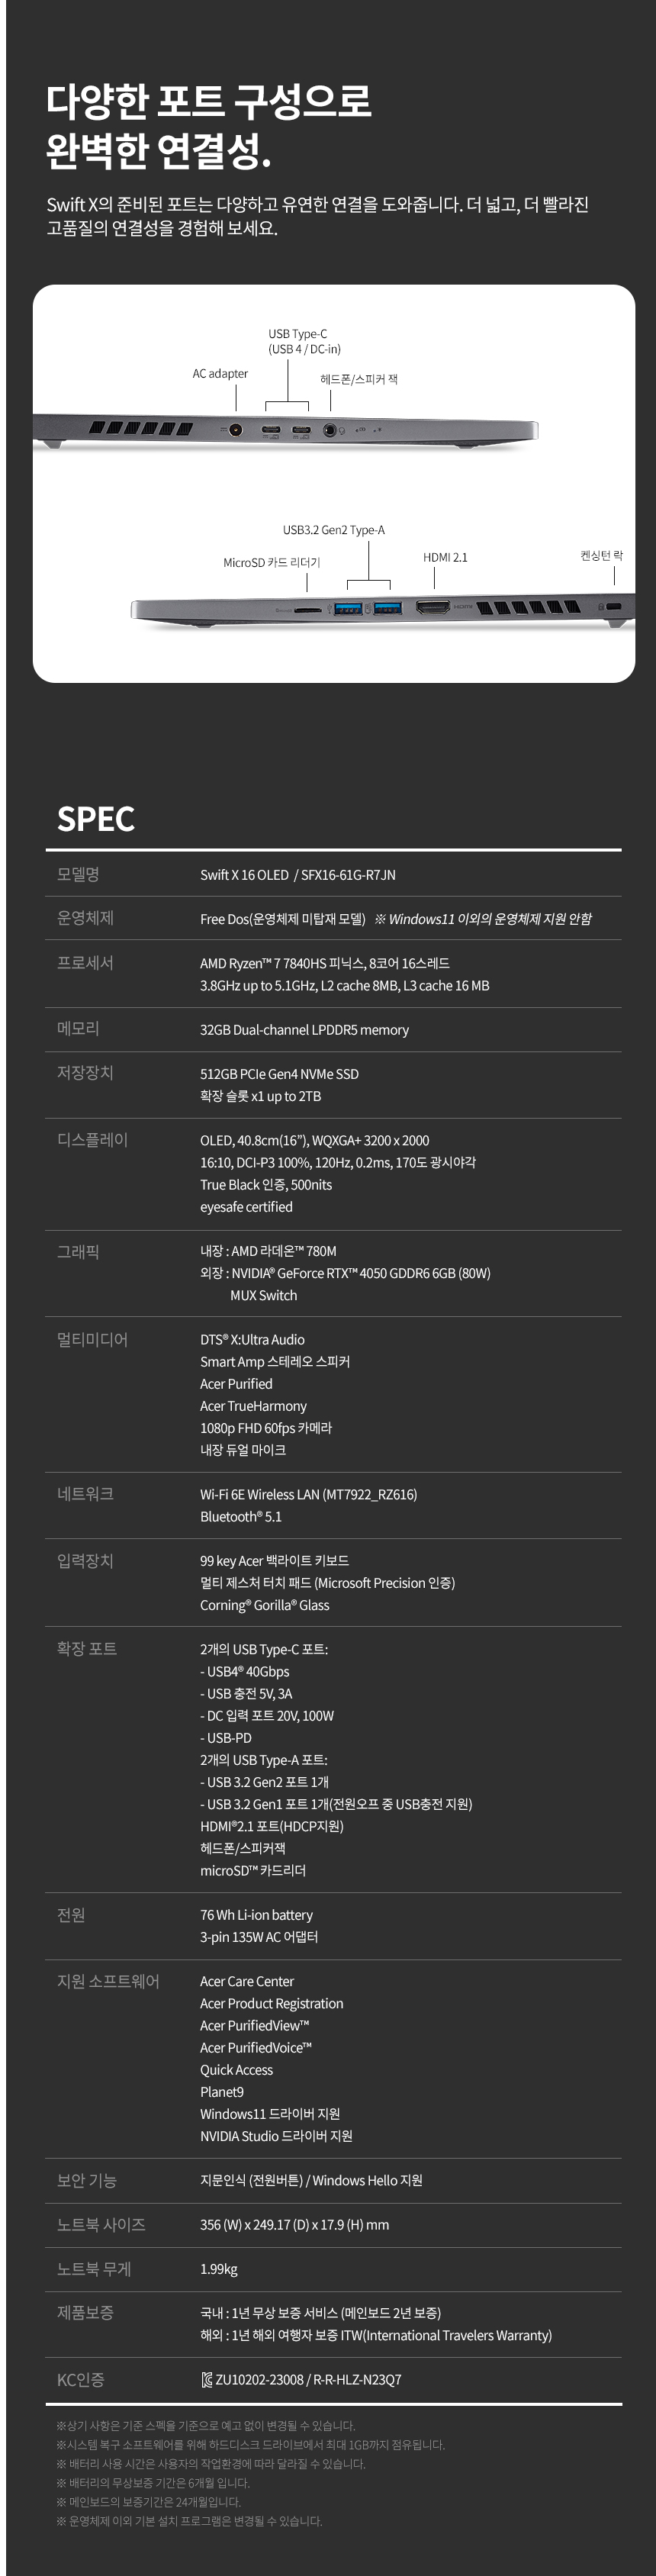 다양한 포트 구성으로
완벽한 연결성.
Swift X의 준비된 포트는 다양하고 유연한 연결을 도와줍니다. 더 넓고, 더 빨라진
고품질의 연결성을 경험해 보세요.
USB Type-C
(USB 4 / DC-in)
AC adapter
헤드폰/스피커 잭
USB3.2 Gen2 Type-A
MicroSD 카드 리더기
HDMI 2.1
켄싱턴 락
HDMI
SPEC
모델명 Swift X 16 OLED / SFX16-61G-R7JN
운영체제 Free Dos(운영체제 미탑재 모델) ※ Windows11 이외의 운영체제 지원 안함
프로세서 AMD Ryzen™ 7 7840HS 피닉스, 8코어 16스레드
3.8GHz up to 5.1GHz, L2 cache 8MB, L3 cache 16 MB
메모리 32GB Dual-channel LPDDR5 memory
저장장치 512GB PCIe Gen4 NVMe SSD
확장 슬롯 x1 up to 2TB
디스플레이 OLED, 40.8cm(16”), WQXGA+ 3200 x 2000
16:10, DCI-P3 100%, 120Hz, 0.2ms, 170도 광시야각
True Black 인증, 500nits
eyesafe certified
그래픽 내장 : AMD 라데온™ 780M
외장 : NVIDIA® GeForce RTX™ 4050 GDDR6 6GB (80W)
MUX Switch
멀티미디어 DTS® X:Ultra Audio
Smart Amp 스테레오 스피커
Acer Purified
Acer TrueHarmony
1080p FHD 60fps 카메라
내장 듀얼 마이크
네트워크 Wi-Fi 6E Wireless LAN (MT7922_RZ616)
Bluetooth® 5.1
입력장치 99 key Acer 백라이트 키보드
멀티 제스처 터치 패드 (Microsoft Precision 인증)
Corning® Gorilla® Glass
확장 포트 2개의 USB Type-C 포트:
- USB4® 40Gbps
- USB 충전 5V, 3A
- DC 입력 포트 20V, 100W
- USB-PD
2개의 USB Type-A 포트:
- USB 3.2 Gen2 포트 1개
- USB 3.2 Gen1 포트 1개(전원오프 중 USB충전 지원)
HDMI®2.1 포트(HDCP지원)
헤드폰/스피커잭
microSD™ 카드리더
전원 76 Wh Li-ion battery
3-pin 135W AC 어댑터
지원 소프트웨어 Acer Care Center
Acer Product Registration
Acer PurifiedView™
Acer PurifiedVoice™
Quick Access
Planet9
Windows11 드라이버 지원
NVIDIA Studio 드라이버 지원
보안 기능 지문인식 (전원버튼) / Windows Hello 지원
노트북 사이즈 356 (W) x 249.17 (D) x 17.9 (H) mm
노트북 무게 1.99kg
제품보증 국내 : 1년 무상 보증 서비스 (메인보드 2년 보증)
해외 : 1년 해외 여행자 보증 ITW(International Travelers Warranty)
KC인증 ZU10202-23008 / R-R-HLZ-N23Q7
※상기 사항은 기준 스펙을 기준으로 예고 없이 변경될 수 있습니다.
※시스템 복구 소프트웨어를 위해 하드디스크 드라이브에서 최대 1GB까지 점유됩니다.
※ 배터리 사용 시간은 사용자의 작업환경에 따라 달라질 수 있습니다.
※ 배터리의 무상보증 기간은 6개월 입니다.
※ 메인보드의 보증기간은 24개월입니다.
※ 운영체제 이외 기본 설치 프로그램은 변경될 수 있습니다.